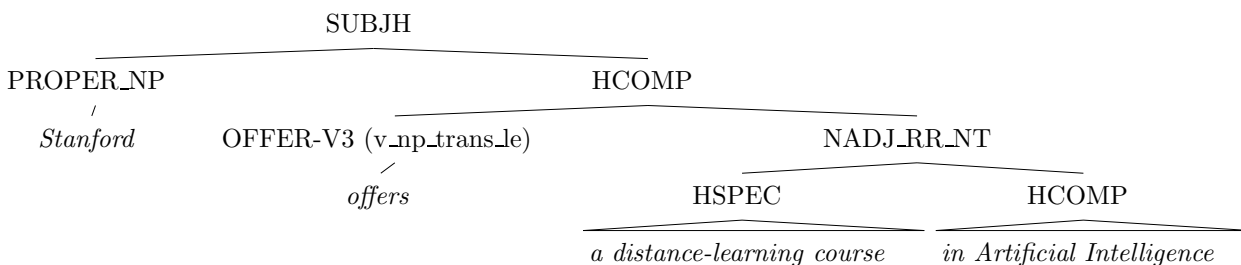 SUBJH
PROPER_NP HCOMP
Stanford OFFER-V3 (v_np_trans_le) NADJ_RR_NT
offers HSPEC HCOMP
a distance-learning course in Artificial Intelligence